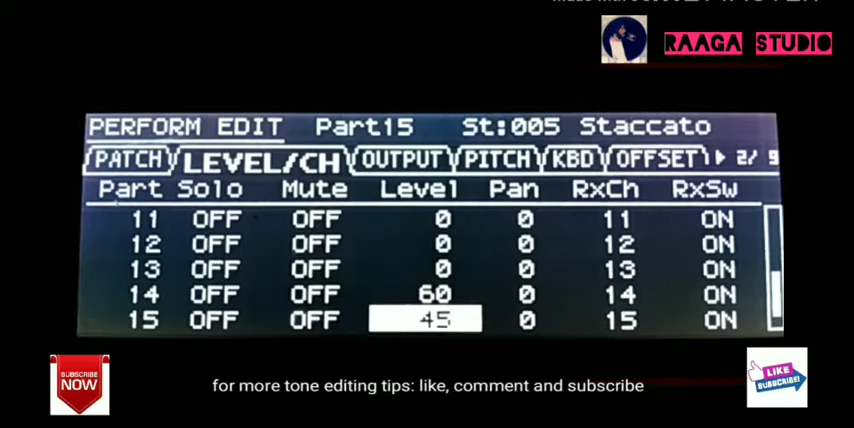 RAAGA STUDIO
PERFORM EDIT Part15 St:005 Staccato
PATCH LEVEL/CH OUTPUT PITCH KBD OFFSET 2/
Part Solo Mute Level Pan RxCh RxSw
11 OFF OFF 0 0 11 ON
12 OFF OFF 0 0 12 ON
13 OFF OFF 0 0 13 ON
14 OFF OFF 60 0 14 ON
15 OFF OFF 45 0 15 ON
SUBSCRIBE
NOW
for more tone editing tips: like, comment and subscribe
LIKE
SUBSCRIBE!